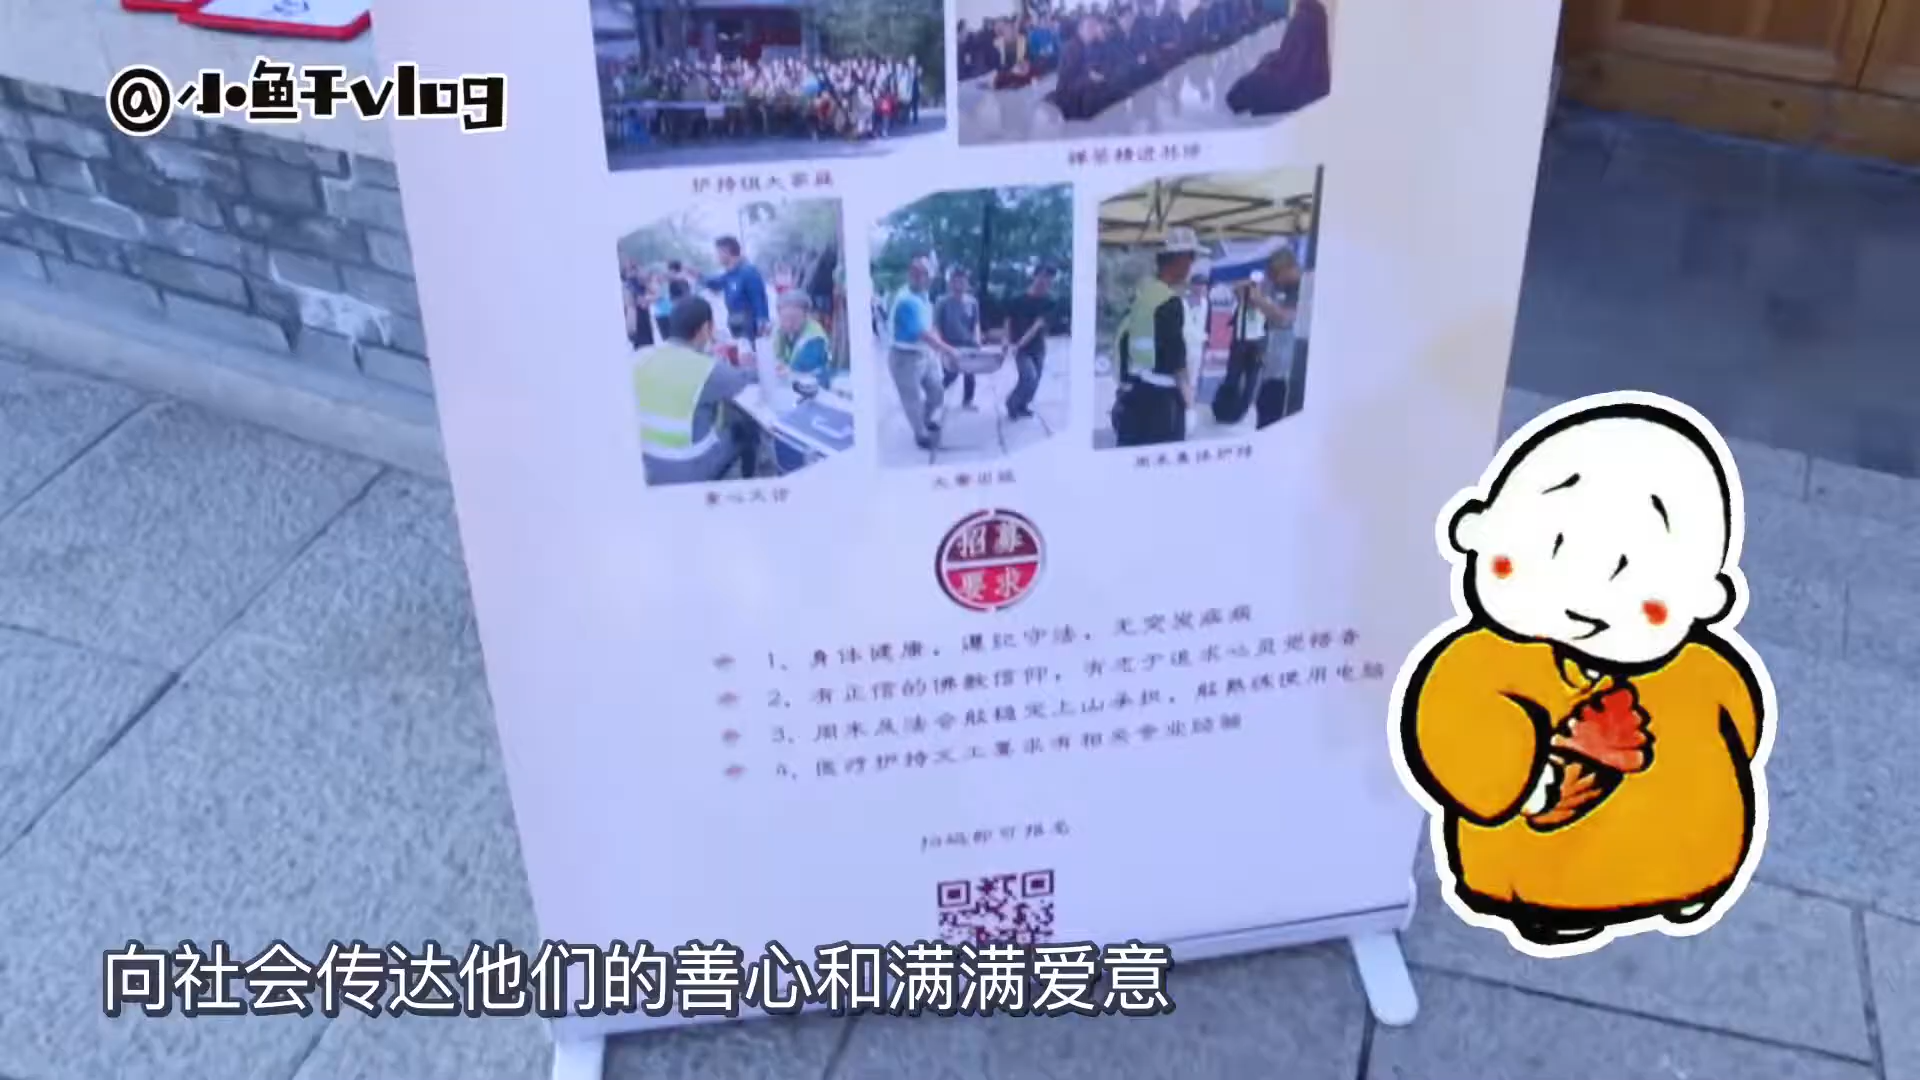 @小鱼干vlog
护持组大家庭
禅茶精进共修
童心义诊
大寮出坡
周末集体护持
招募
要求
1、身体健康，遵纪守法，无突发疾病
2、有正信的佛教信仰，有志于追求心灵觉悟者
3、周末及法会能稳定上山承担，能熟练使用电脑
4、医疗护持义工要求有相关专业经验
扫码即可报名
向社会传达他们的善心和满满爱意